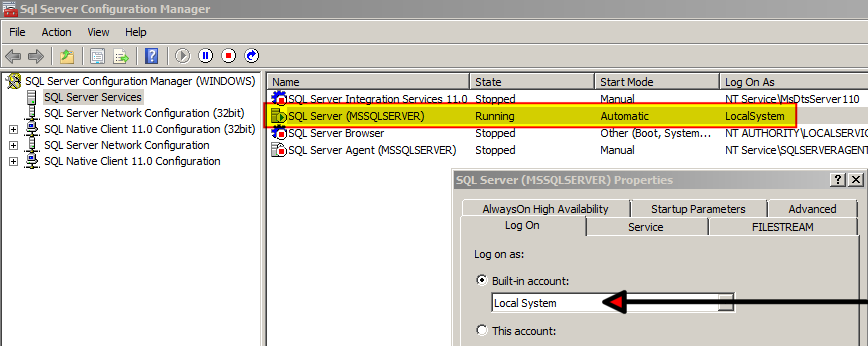 Sql Server Configuration Manager
File Action View Help
SQL Server Configuration Manager (WINDOWS)
SQL Server Services
SQL Server Network Configuration (32bit)
SQL Native Client 11.0 Configuration (32bit)
SQL Server Network Configuration
SQL Native Client 11.0 Configuration
Name State Start Mode Log On As
SQL Server Integration Services 11.0 Stopped Manual NT Service\MsDtsServer110
SQL Server (MSSQLSERVER) Running Automatic LocalSystem
SQL Server Browser Stopped Other (Boot, System... NT AUTHORITY\LOCALSERVIC
SQL Server Agent (MSSQLSERVER) Stopped Manual NT Service\SQLSERVERAGENT
SQL Server (MSSQLSERVER) Properties
AlwaysOn High Availability Startup Parameters Advanced
Log On Service FILESTREAM
Log on as:
Built-in account:
Local System
This account: